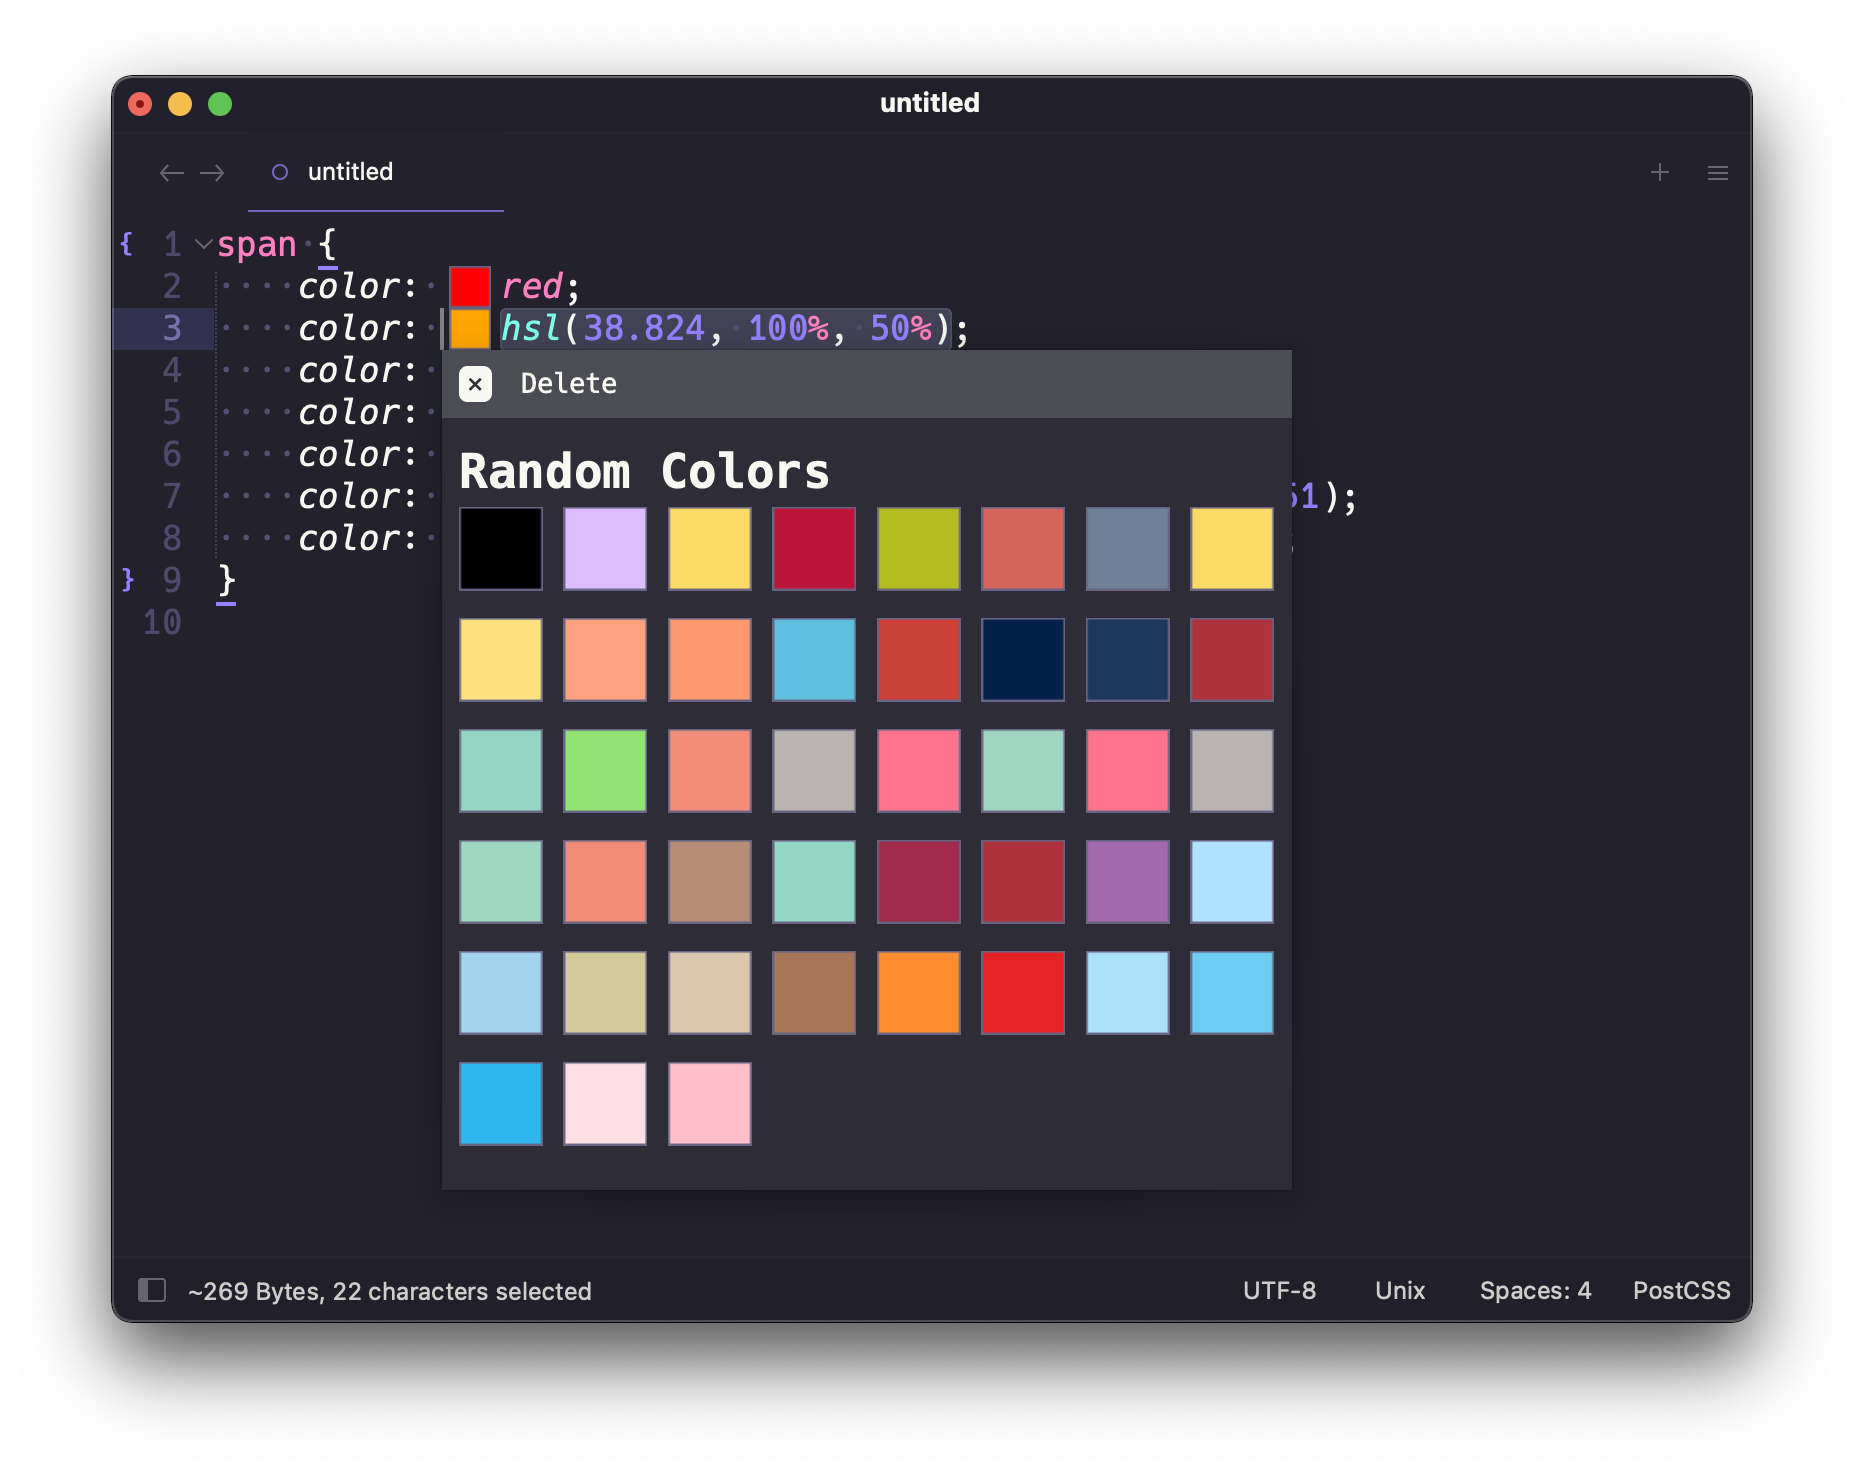 untitled
untitled
1 span {
2 color: red;
3 color: hsl(38.824, 100%, 50%);
4 color:
5 color:
6 color:
7 color: 51);
8 color:
9 }
10
× Delete
Random Colors
~269 Bytes, 22 characters selected UTF-8 Unix Spaces: 4 PostCSS